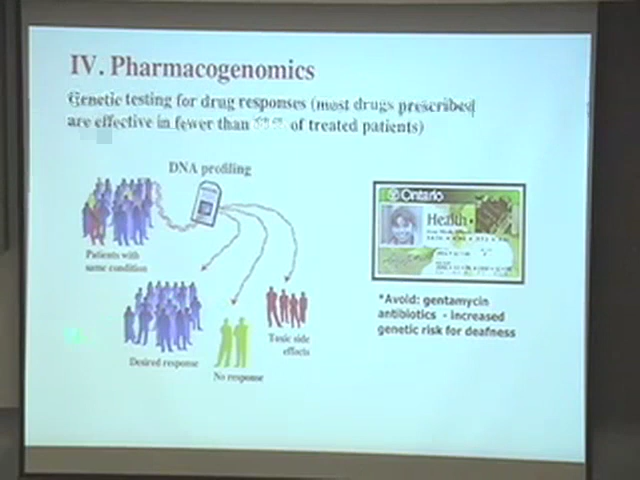 IV. Pharmacogenomics
Genetic testing for drug responses (most drugs prescribed
are effective in fewer than of treated patients)
DNA profiling
Patients with
same condition
Desired response
No response
Toxic side
effects
Ontario
Health
*Avoid: gentamycin
antibiotics - increased
genetic risk for deafness